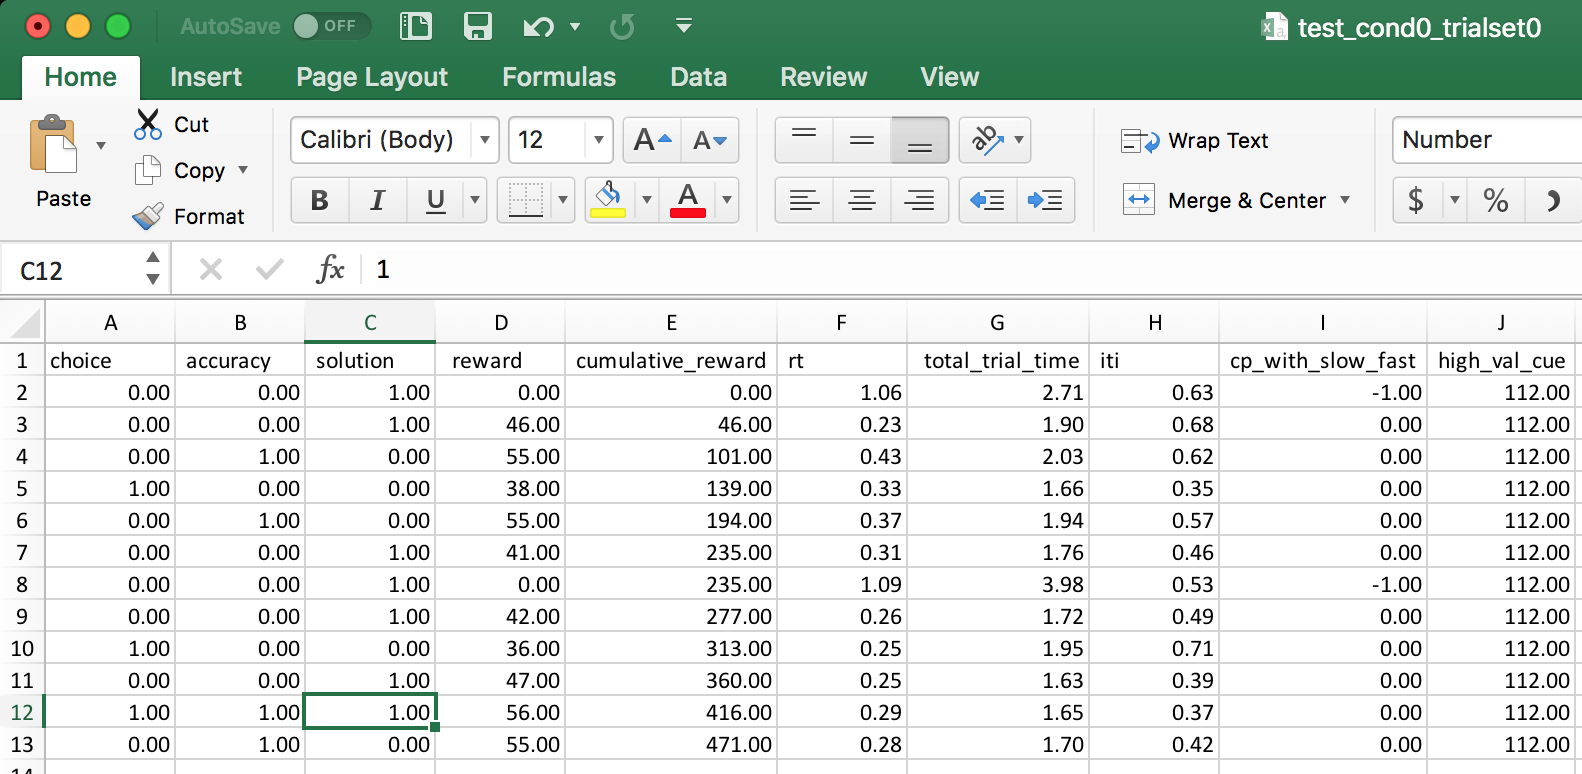 AutoSave OFF test_cond0_trialset0
Home Insert Page Layout Formulas Data Review View
Cut
Copy
Format
Paste
Calibri (Body) 12 A A ab Wrap Text Number
B I U A Merge & Center $ % )
C12 fx 1
A B C D E F G H I J
1 choice accuracy solution reward cumulative_reward rt total_trial_time iti cp_with_slow_fast high_val_cue
2 0.00 0.00 1.00 0.00 0.00 1.06 2.71 0.63 -1.00 112.00
3 0.00 0.00 1.00 46.00 46.00 0.23 1.90 0.68 0.00 112.00
4 0.00 1.00 0.00 55.00 101.00 0.43 2.03 0.62 0.00 112.00
5 1.00 0.00 0.00 38.00 139.00 0.33 1.66 0.35 0.00 112.00
6 0.00 1.00 0.00 55.00 194.00 0.37 1.94 0.57 0.00 112.00
7 0.00 0.00 1.00 41.00 235.00 0.31 1.76 0.46 0.00 112.00
8 0.00 0.00 1.00 0.00 235.00 1.09 3.98 0.53 -1.00 112.00
9 0.00 0.00 1.00 42.00 277.00 0.26 1.72 0.49 0.00 112.00
10 1.00 0.00 0.00 36.00 313.00 0.25 1.95 0.71 0.00 112.00
11 0.00 0.00 1.00 47.00 360.00 0.25 1.63 0.39 0.00 112.00
12 1.00 1.00 1.00 56.00 416.00 0.29 1.65 0.37 0.00 112.00
13 0.00 1.00 0.00 55.00 471.00 0.28 1.70 0.42 0.00 112.00